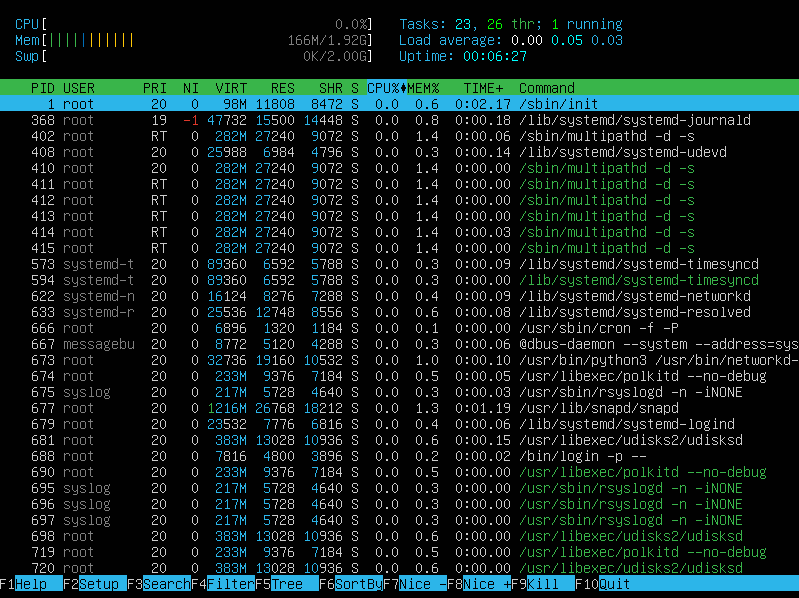 CPU[ 0.0%] Tasks: 23, 26 thr; 1 running
Mem[||||||||||| 166M/1.92G] Load average: 0.00 0.05 0.03
Swp[ 0K/2.00G] Uptime: 00:06:27
PID USER PRI NI VIRT RES SHR S CPU%♦MEM% TIME+ Command
1 root 20 0 98M 11808 8472 S 0.0 0.6 0:02.17 /sbin/init
368 root 19 -1 47732 15500 14448 S 0.0 0.8 0:00.18 /lib/systemd/systemd-journald
402 root RT 0 282M 27240 9072 S 0.0 1.4 0:00.06 /sbin/multipathd -d -s
408 root 20 0 25988 6984 4796 S 0.0 0.3 0:00.14 /lib/systemd/systemd-udevd
410 root 20 0 282M 27240 9072 S 0.0 1.4 0:00.00 /sbin/multipathd -d -s
411 root RT 0 282M 27240 9072 S 0.0 1.4 0:00.00 /sbin/multipathd -d -s
412 root RT 0 282M 27240 9072 S 0.0 1.4 0:00.00 /sbin/multipathd -d -s
413 root RT 0 282M 27240 9072 S 0.0 1.4 0:00.00 /sbin/multipathd -d -s
414 root RT 0 282M 27240 9072 S 0.0 1.4 0:00.03 /sbin/multipathd -d -s
415 root RT 0 282M 27240 9072 S 0.0 1.4 0:00.00 /sbin/multipathd -d -s
573 systemd-t 20 0 89360 6592 5788 S 0.0 0.3 0:00.09 /lib/systemd/systemd-timesyncd
594 systemd-t 20 0 89360 6592 5788 S 0.0 0.3 0:00.00 /lib/systemd/systemd-timesyncd
622 systemd-n 20 0 16124 8276 7288 S 0.0 0.4 0:00.09 /lib/systemd/systemd-networkd
633 systemd-r 20 0 25536 12748 8556 S 0.0 0.6 0:00.08 /lib/systemd/systemd-resolved
666 root 20 0 6896 1320 1184 S 0.0 0.1 0:00.00 /usr/sbin/cron -f -P
667 messagebu 20 0 8772 5120 4288 S 0.0 0.3 0:00.06 @dbus-daemon --system --address=sys
673 root 20 0 32736 19160 10532 S 0.0 1.0 0:00.10 /usr/bin/python3 /usr/bin/networkd-
674 root 20 0 233M 9376 7184 S 0.0 0.5 0:00.05 /usr/libexec/polkitd --no-debug
675 syslog 20 0 217M 5728 4640 S 0.0 0.3 0:00.03 /usr/sbin/rsyslogd -n -iNONE
677 root 20 0 1216M 26768 18212 S 0.0 1.3 0:01.19 /usr/lib/snapd/snapd
679 root 20 0 23532 7776 6816 S 0.0 0.4 0:00.06 /lib/systemd/systemd-logind
681 root 20 0 383M 13028 10936 S 0.0 0.6 0:00.15 /usr/libexec/udisks2/udisksd
688 root 20 0 7816 4800 3896 S 0.0 0.2 0:00.02 /bin/login -p --
690 root 20 0 233M 9376 7184 S 0.0 0.5 0:00.00 /usr/libexec/polkitd --no-debug
695 syslog 20 0 217M 5728 4640 S 0.0 0.3 0:00.00 /usr/sbin/rsyslogd -n -iNONE
696 syslog 20 0 217M 5728 4640 S 0.0 0.3 0:00.00 /usr/sbin/rsyslogd -n -iNONE
697 syslog 20 0 217M 5728 4640 S 0.0 0.3 0:00.00 /usr/sbin/rsyslogd -n -iNONE
698 root 20 0 383M 13028 10936 S 0.0 0.6 0:00.00 /usr/libexec/udisks2/udisksd
719 root 20 0 233M 9376 7184 S 0.0 0.5 0:00.00 /usr/libexec/polkitd --no-debug
720 root 20 0 383M 13028 10936 S 0.0 0.6 0:00.00 /usr/libexec/udisks2/udisksd
F1Help F2Setup F3SearchF4FilterF5Tree F6SortByF7Nice -F8Nice +F9Kill F10Quit